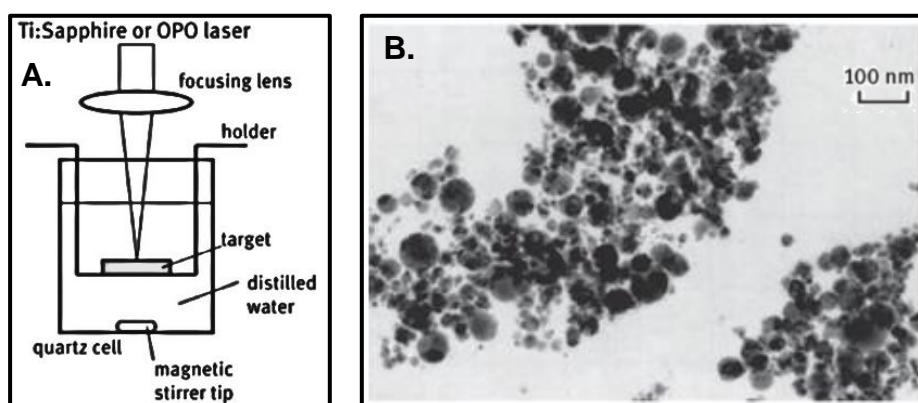 Ti:Sapphire or OPO laser
A.
focusing lens
holder
target
distilled
water
quartz cell
magnetic
stirrer tip
B.
100 nm